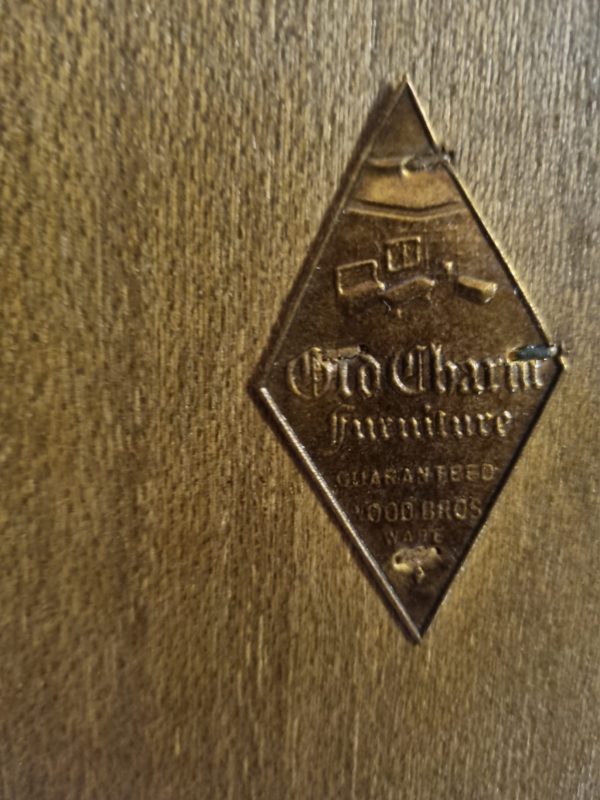 Old Charm
Furniture
GUARANTEED
WOOD BROS
WARE